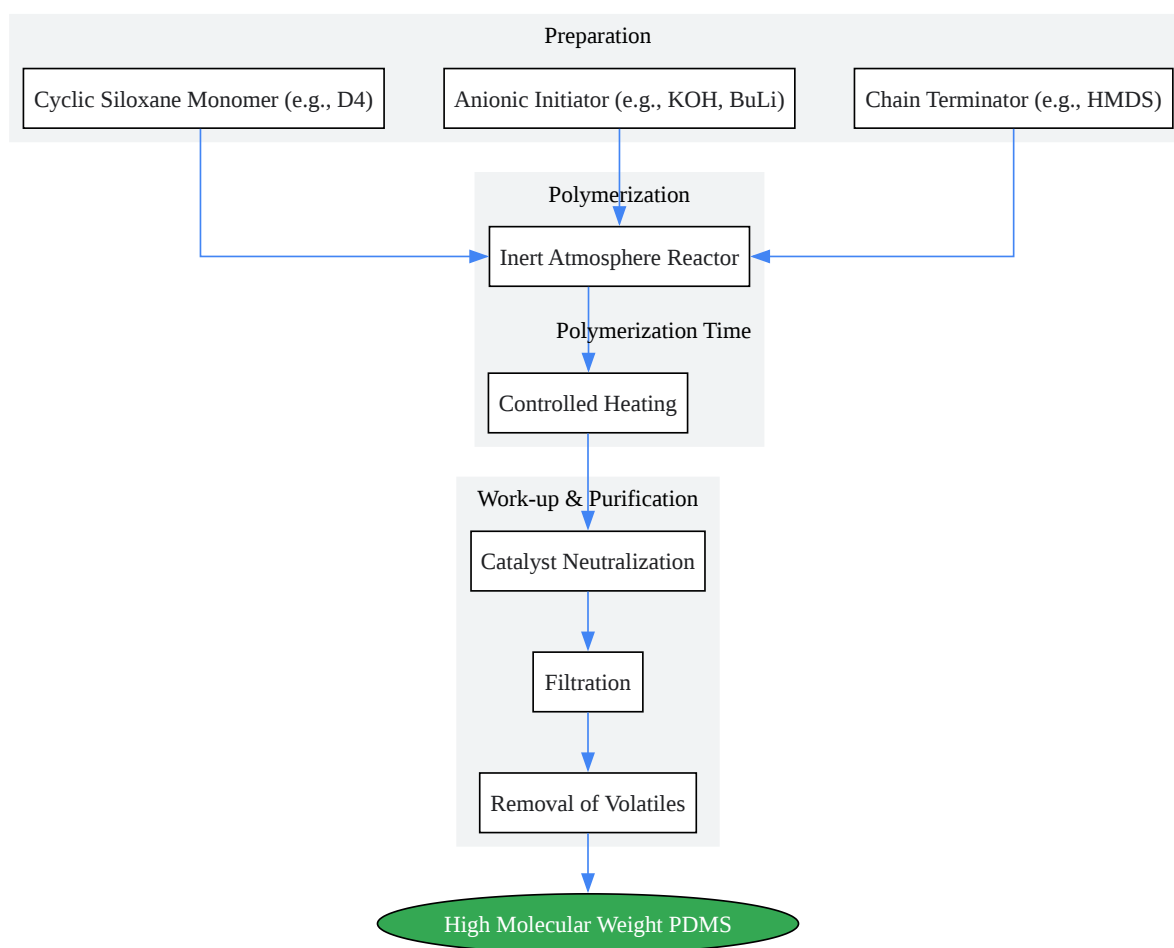 Preparation
Cyclic Siloxane Monomer (e.g., D4)
Anionic Initiator (e.g., KOH, BuLi)
Chain Terminator (e.g., HMDS)
Polymerization
Inert Atmosphere Reactor
Polymerization Time
Controlled Heating
Work-up & Purification
Catalyst Neutralization
Filtration
Removal of Volatiles
High Molecular Weight PDMS